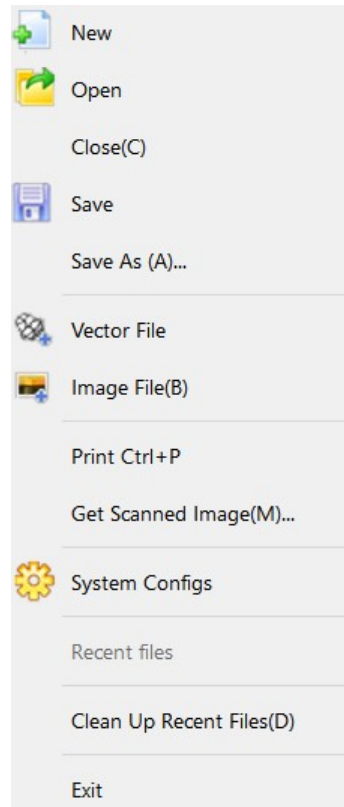 New
Open
Close(C)
Save
Save As (A)...
Vector File
Image File(B)
Print Ctrl+P
Get Scanned Image(M)...
System Configs
Recent files
Clean Up Recent Files(D)
Exit